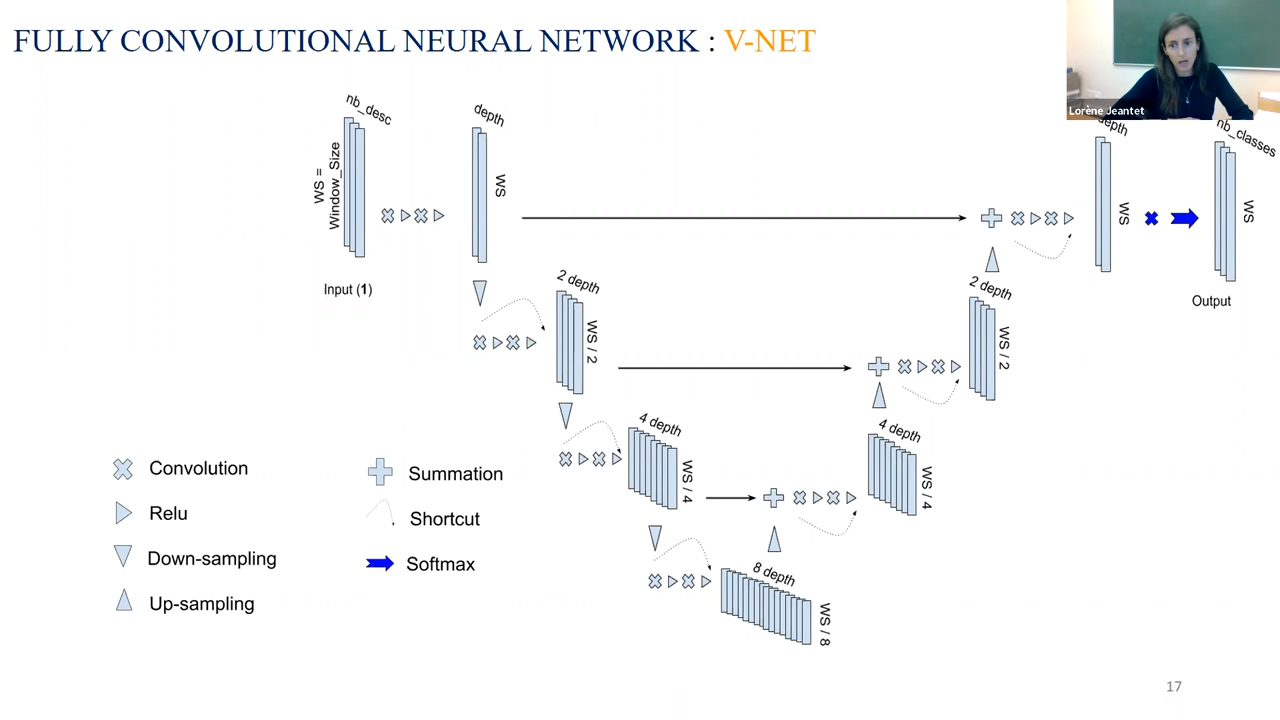 FULLY CONVOLUTIONAL NEURAL NETWORK : V-NET
Lorène Jeantet
nb_desc
WS =
Window_Size
Input (1)
depth
WS
2 depth
WS / 2
4 depth
WS / 4
8 depth
WS / 8
4 depth
WS / 4
2 depth
WS / 2
depth
WS
nb_classes
WS
Output
Convolution
Relu
Down-sampling
Up-sampling
Summation
Shortcut
Softmax
17